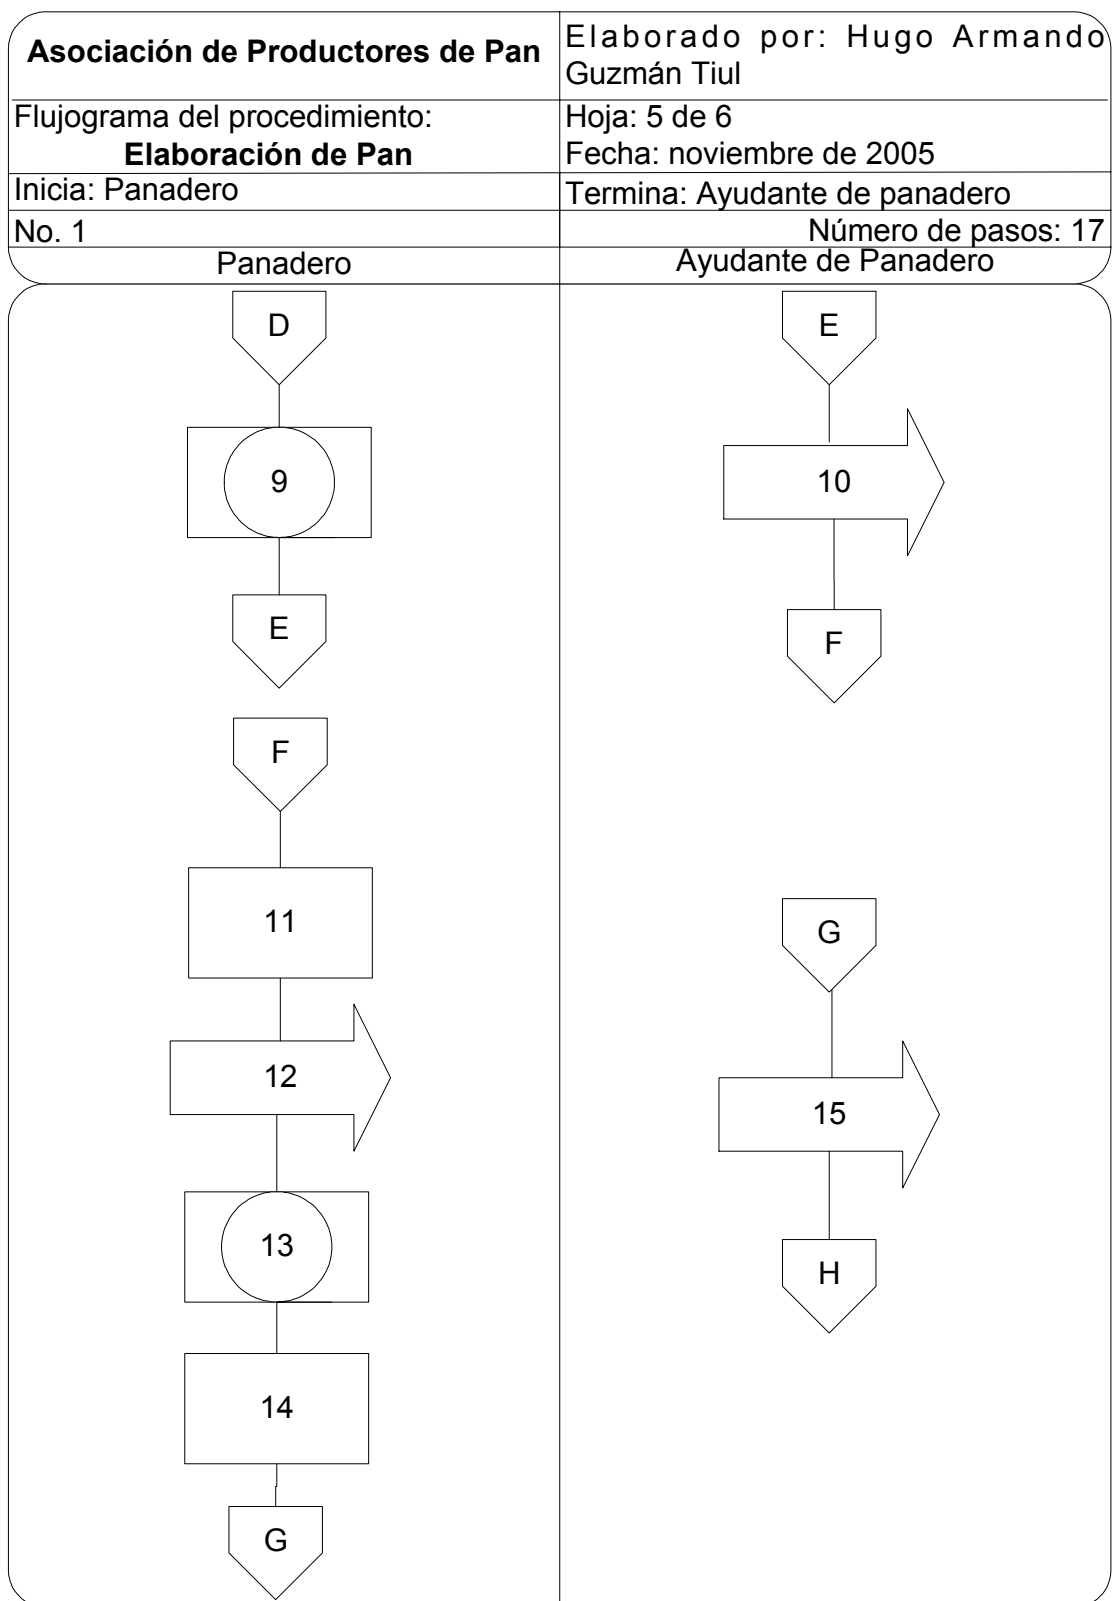 Asociación de Productores de Pan
Elaborado por: Hugo Armando
Guzmán Tiul
Flujograma del procedimiento:
Elaboración de Pan
Hoja: 5 de 6
Fecha: noviembre de 2005
Inicia: Panadero
Termina: Ayudante de panadero
No. 1
Número de pasos: 17
Panadero
Ayudante de Panadero
D
9
E
F
11
12
13
14
G
E
10
F
G
15
H